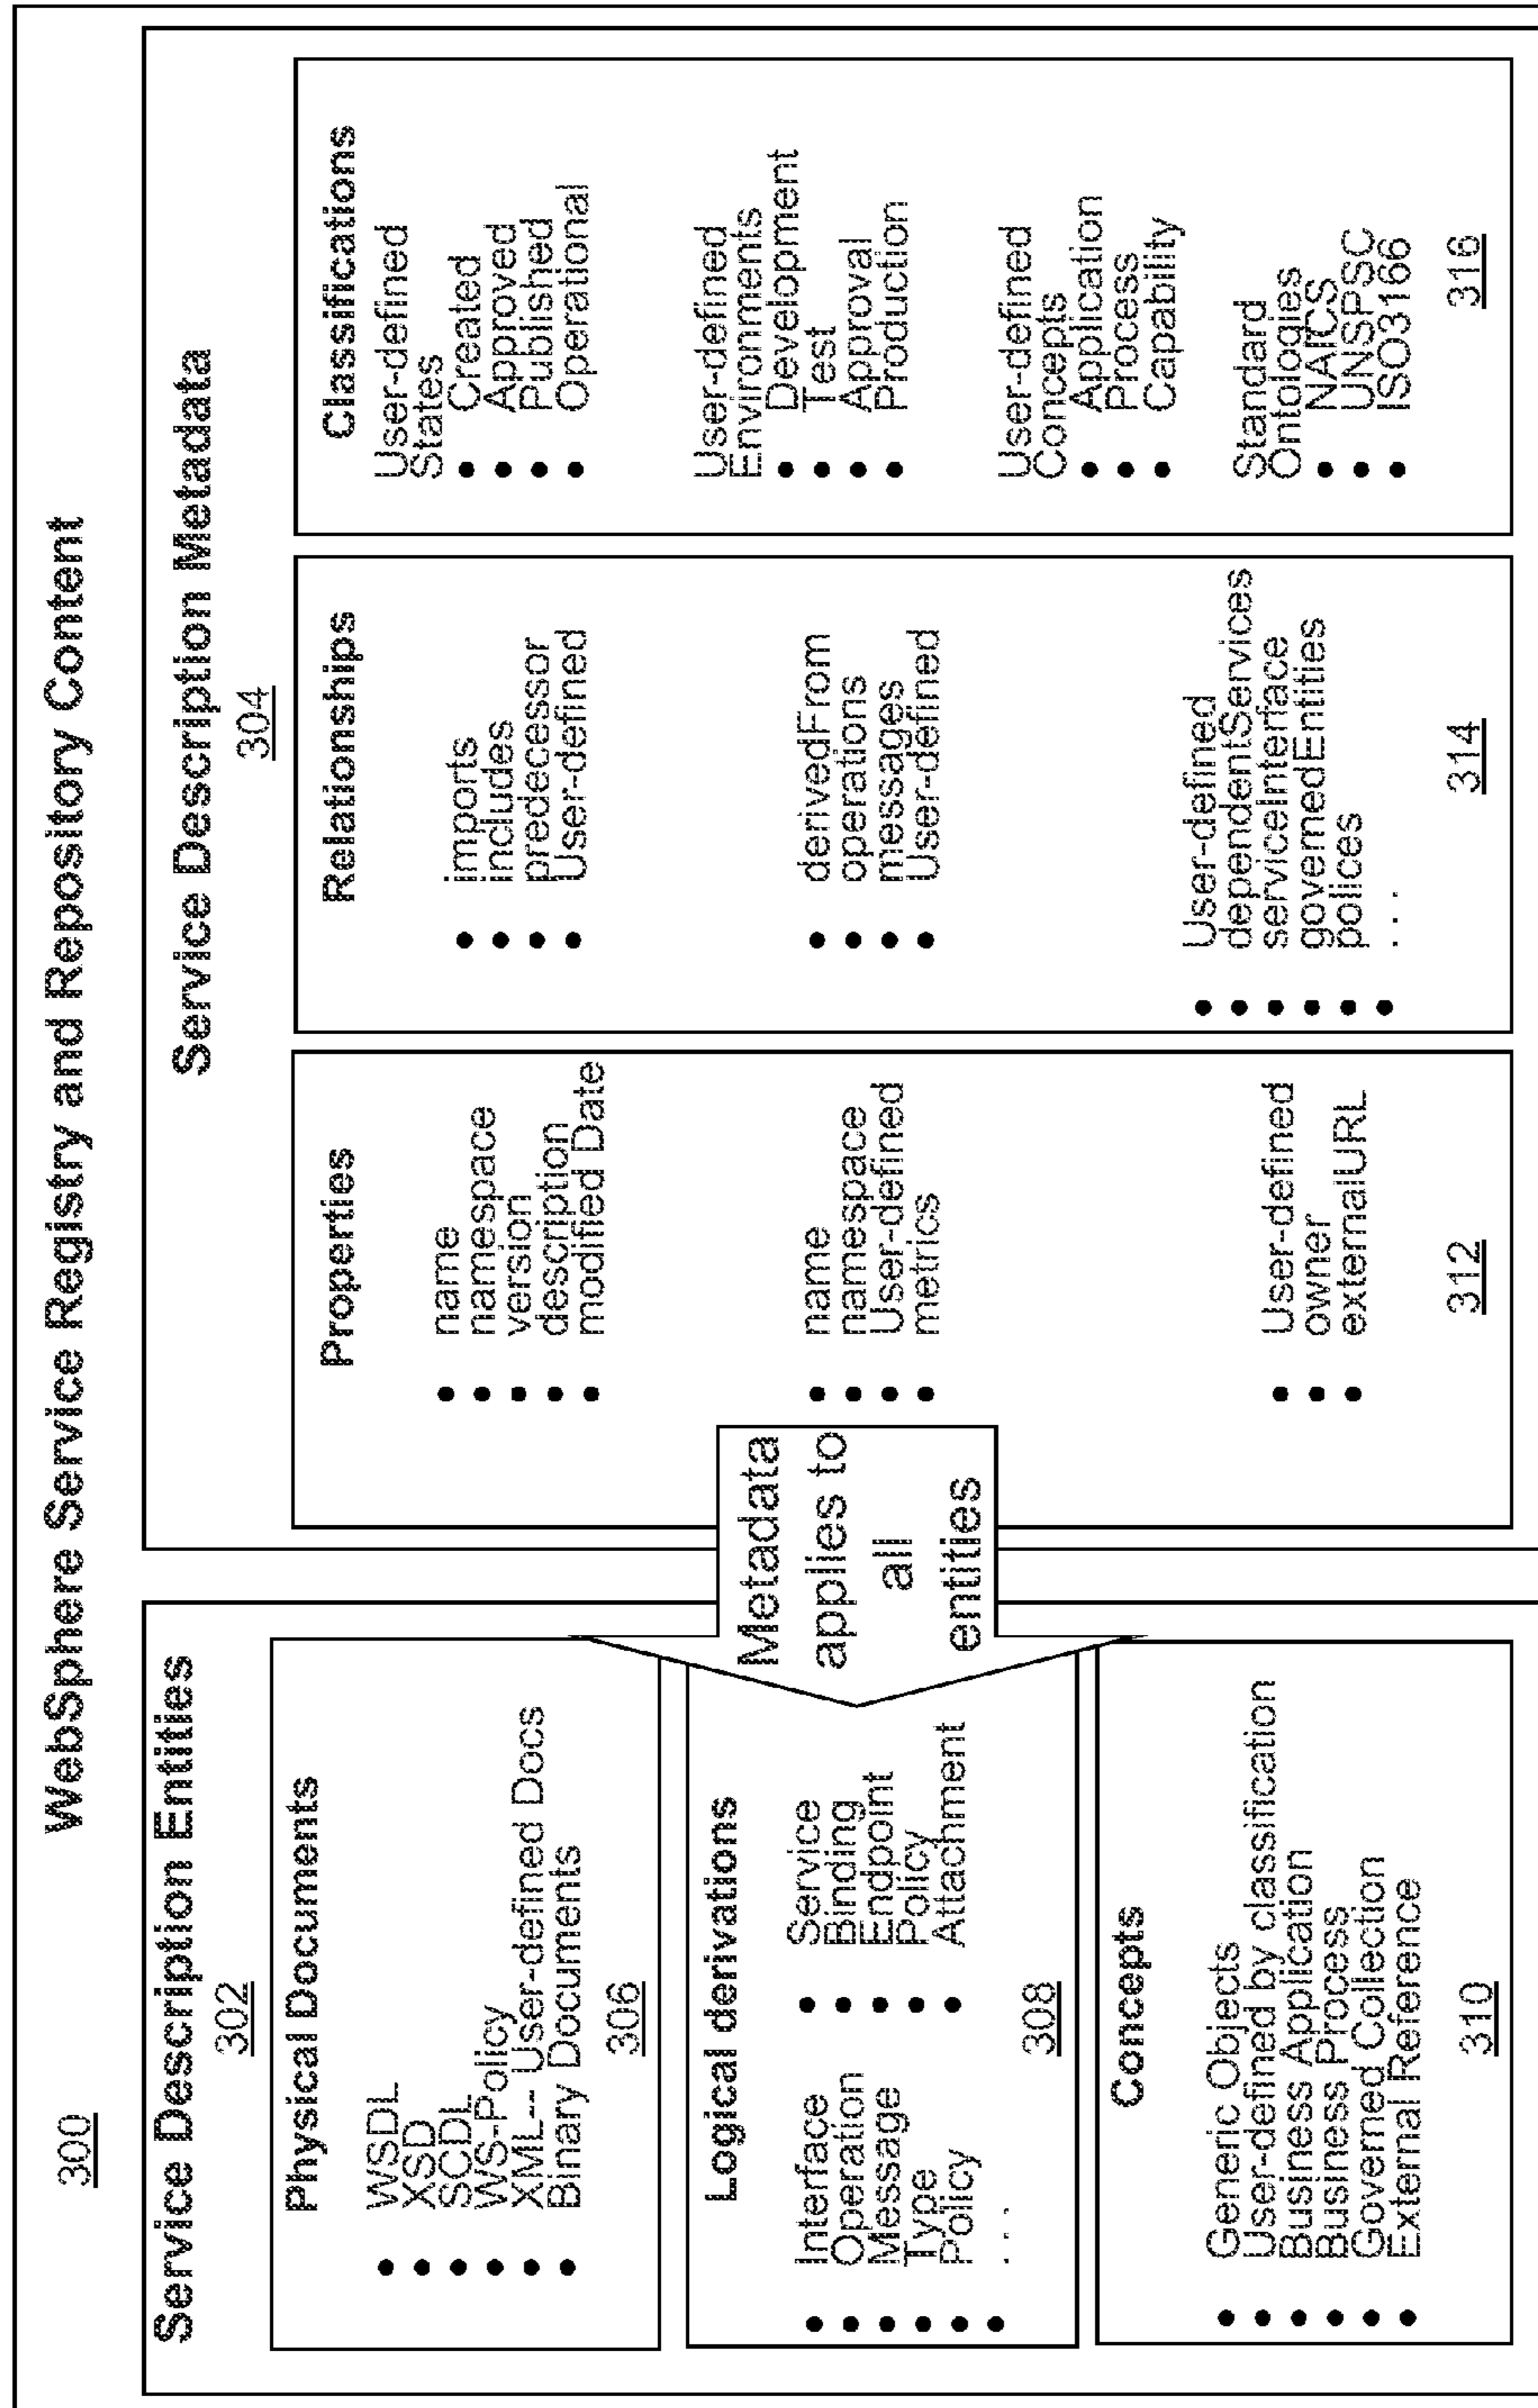 300
WebSphere Service Registry and Repository Content
Service Description Entities
302
Physical Documents
• WSDL
• XSD
• SCDL
• WS-Policy
• XML -- User-defined Docs
• Binary Documents
306
Logical derivations
• Interface
• Operation
• Message
• Type
• Policy
• ...
• Service
• Binding
• Endpoint
• Policy
• Attachment
308
Concepts
• Generic Objects
• User-defined by classification
• Business Application
• Business Process
• Governed Collection
• External Reference
310
Metadata
applies to
all
entities
Service Description Metadata
304
Properties
• name
• namespace
• version
• description
• modified Date
• name
• namespace
• User-defined
• metrics
• User-defined
• owner
• externalURL
312
Relationships
• imports
• includes
• predecessor
• User-defined
• derivedFrom
• operations
• messages
• User-defined
• User-defined
• dependentServices
• serviceInterface
• governedEntities
• polices
• ...
314
Classifications
User-defined
States
• Created
• Approved
• Published
• Operational
User-defined
Environments
• Development
• Test
• Approval
• Production
User-defined
Concepts
• Application
• Process
• Capability
Standard
Ontologies
• NAICS
• UNSPSC
• ISO3166
316